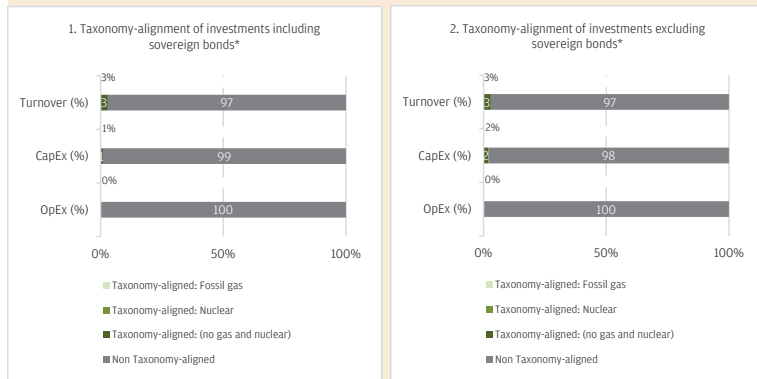 1. Taxonomy-alignment of investments including
sovereign bonds*
3%
Turnover (%) 3 97
1%
CapEx (%) 1 99
0%
OpEx (%) 100
0% 50% 100%
Taxonomy-aligned: Fossil gas
Taxonomy-aligned: Nuclear
Taxonomy-aligned: (no gas and nuclear)
Non Taxonomy-aligned
2. Taxonomy-alignment of investments excluding
sovereign bonds*
3%
Turnover (%) 3 97
2%
CapEx (%) 2 98
0%
OpEx (%) 100
0% 50% 100%
Taxonomy-aligned: Fossil gas
Taxonomy-aligned: Nuclear
Taxonomy-aligned: (no gas and nuclear)
Non Taxonomy-aligned